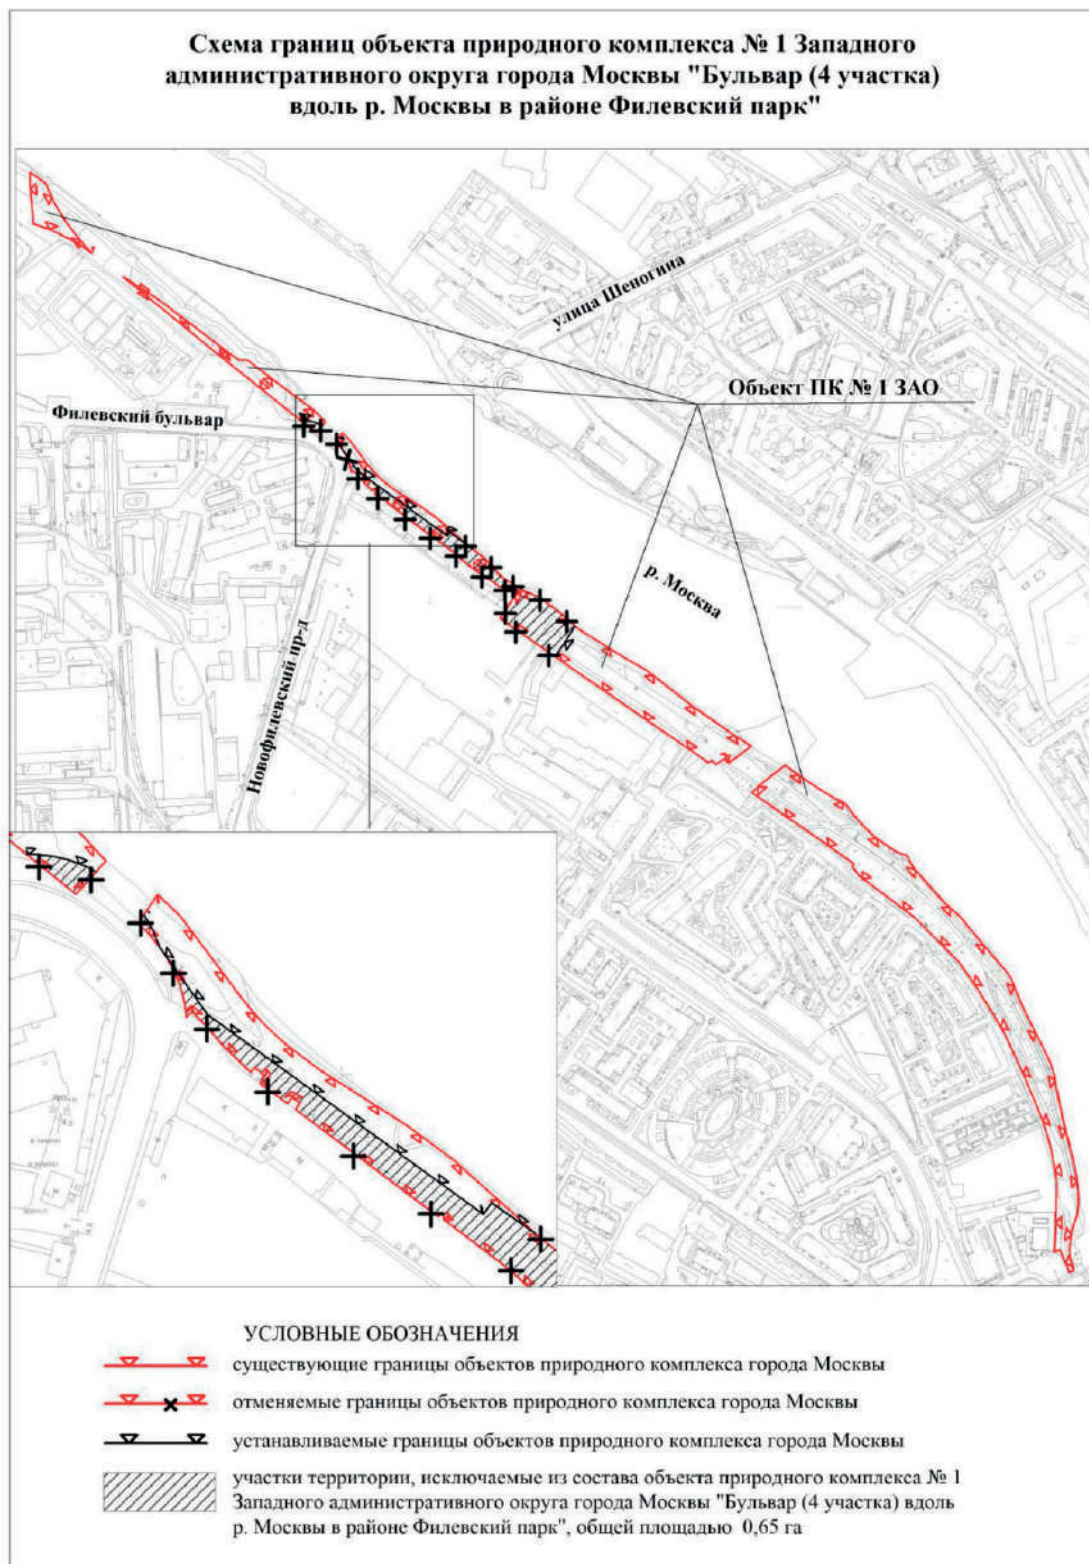 Схема границ объекта природного комплекса № 1 Западного
административного округа города Москвы "Бульвар (4 участка)
вдоль р. Москвы в районе Филевский парк"
улица Шеногина
Объект ПК № 1 ЗАО
Филевский бульвар
р. Москва
Новофилевский пр-д
УСЛОВНЫЕ ОБОЗНАЧЕНИЯ
существующие границы объектов природного комплекса города Москвы
отменяемые границы объектов природного комплекса города Москвы
устанавливаемые границы объектов природного комплекса города Москвы
участки территории, исключаемые из состава объекта природного комплекса № 1
Западного административного округа города Москвы "Бульвар (4 участка) вдоль
р. Москвы в районе Филевский парк", общей площадью 0,65 га